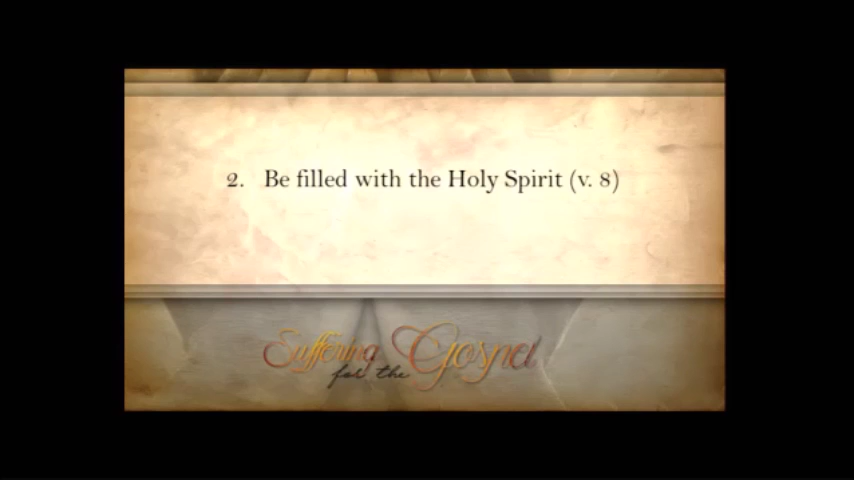 2. Be filled with the Holy Spirit (v. 8)
Suffering
for the
Gospel